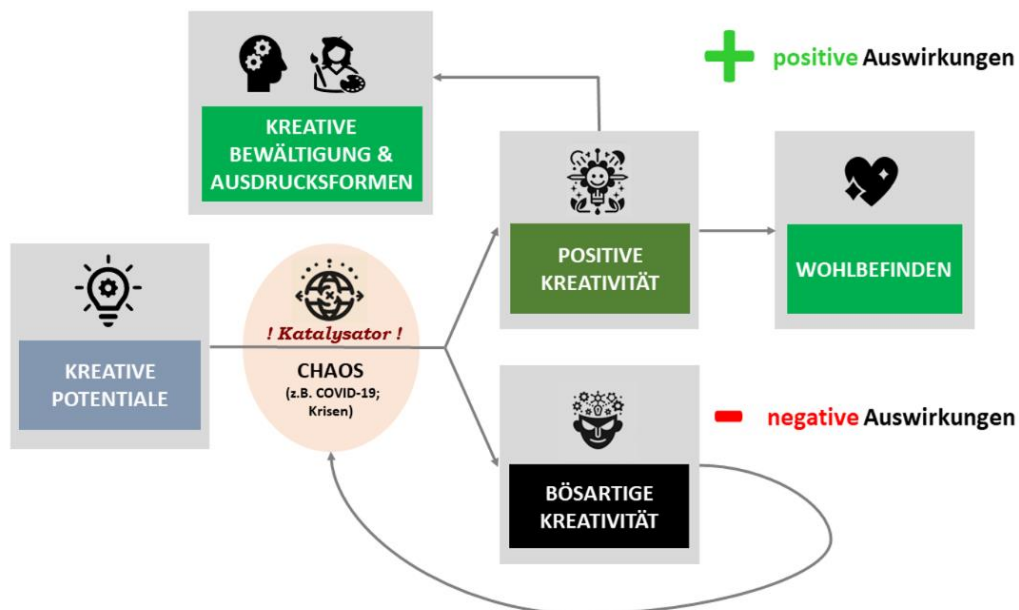 KREATIVE
BEWÄLTIGUNG &
AUSDRUCKSFORMEN
positive Auswirkungen
POSITIVE
KREATIVITÄT
WOHLBEFINDEN
KREATIVE
POTENTIALE
! Katalysator !
CHAOS
(z.B. COVID-19;
Krisen)
negative Auswirkungen
BÖSARTIGE
KREATIVITÄT